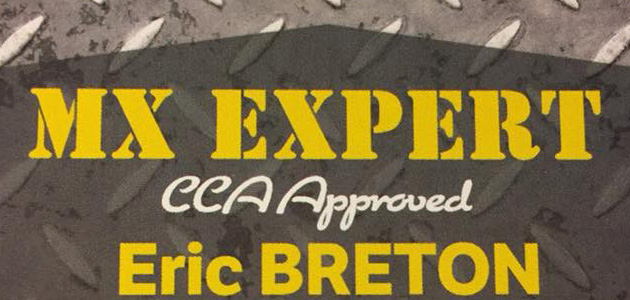 MX EXPERT
CCA Approved
Eric BRETON